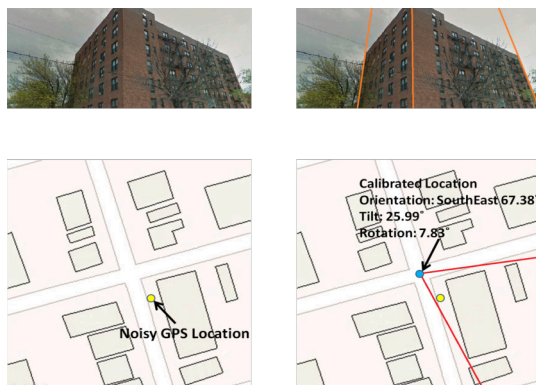 Calibrated Location
Orientation: SouthEast 67.38°
Tilt: 25.99°
Rotation: 7.83°
Noisy GPS Location